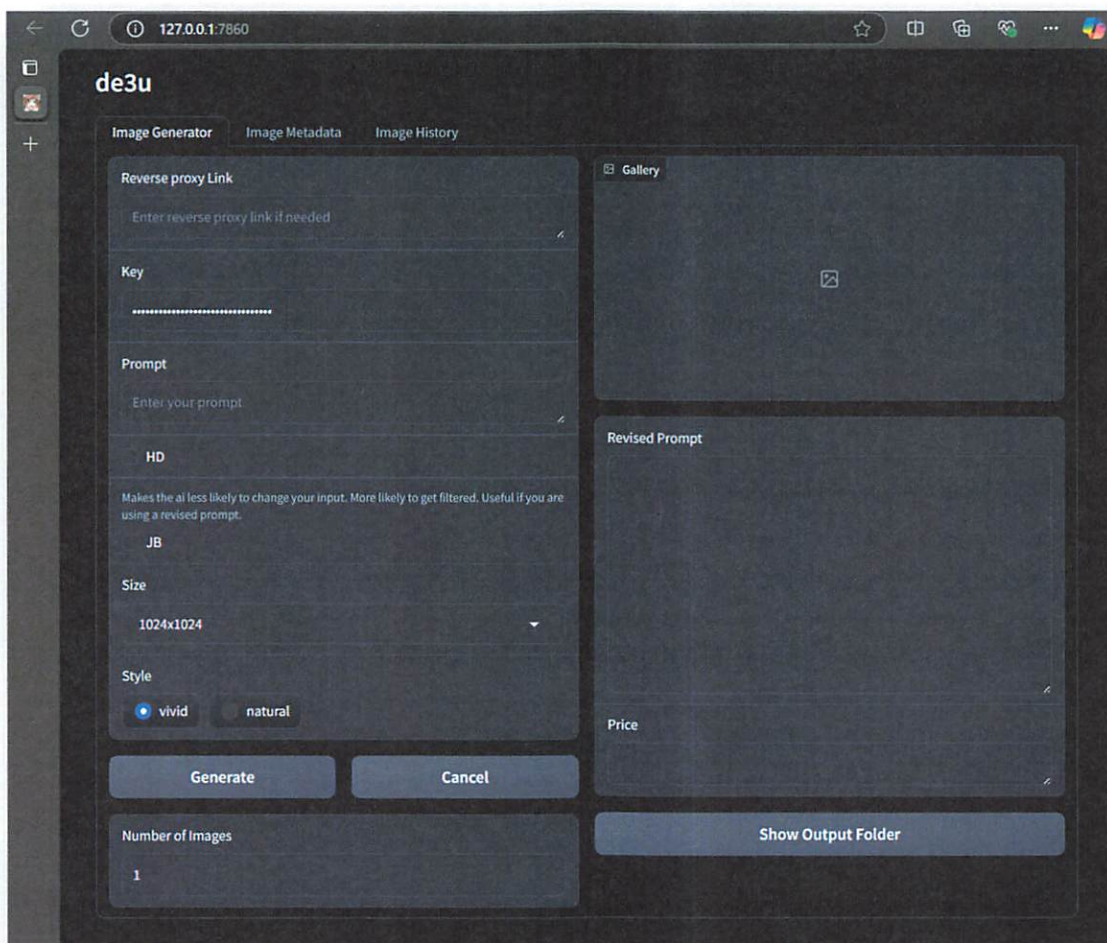 127.0.0.1:7860
de3u
Image Generator
Image Metadata
Image History
Reverse proxy Link
Enter reverse proxy link if needed
Key
Prompt
Enter your prompt
HD
Makes the ai less likely to change your input. More likely to get filtered. Useful if you are
using a revised prompt.
JB
Size
1024x1024
Style
vivid
natural
Generate
Cancel
Number of Images
1
Gallery
Revised Prompt
Price
Show Output Folder